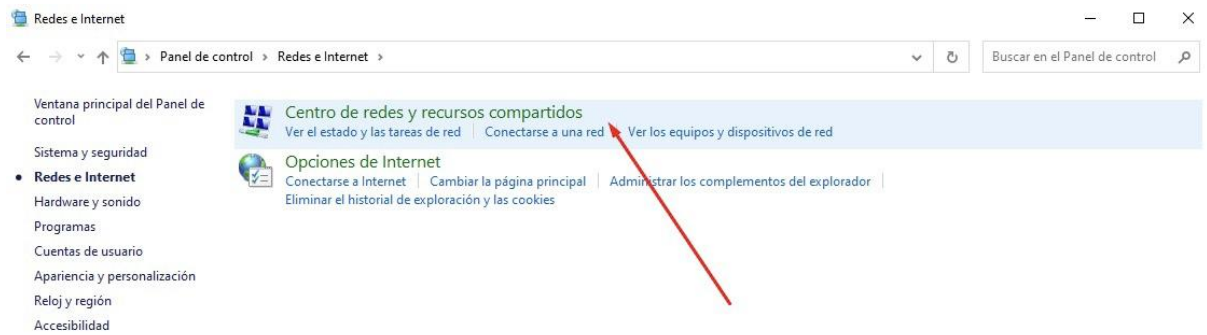 Redes e Internet
Panel de control > Redes e Internet >
Buscar en el Panel de control
Ventana principal del Panel de
control
Sistema y seguridad
Redes e Internet
Hardware y sonido
Programas
Cuentas de usuario
Apariencia y personalización
Reloj y región
Accesibilidad
Centro de redes y recursos compartidos
Ver el estado y las tareas de red | Conectarse a una red | Ver los equipos y dispositivos de red
Opciones de Internet
Conectarse a Internet | Cambiar la página principal | Administrar los complementos del explorador |
Eliminar el historial de exploración y las cookies